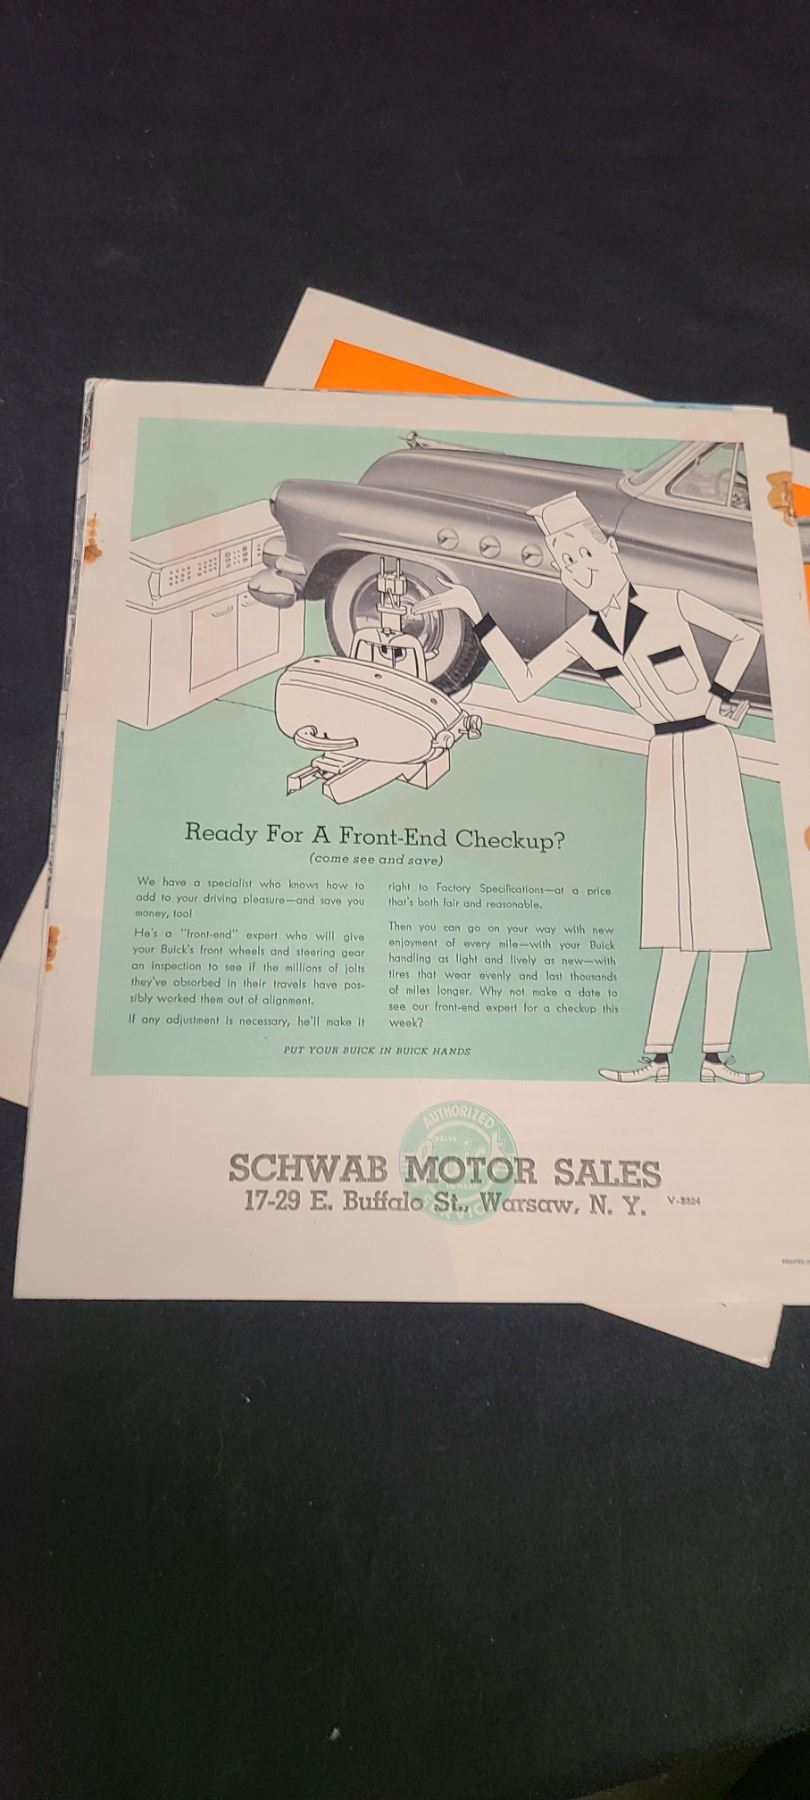 Ready For A Front-End Checkup?
(come see and save)
We have a specialist who knows how to
add to your driving pleasure—and save you
money, too!
He's a "front-end" expert who will give
your Buick's front wheels and steering gear
an inspection to see if the millions of jolts
they've absorbed in their travels have pos-
sibly worked them out of alignment.
If any adjustment is necessary, he'll make it
right to Factory Specifications—at a price
that's both fair and reasonable.
Then you can go on your way with new
enjoyment of every mile—with your Buick
handling as light and lively as new—with
tires that wear evenly and last thousands
of miles longer. Why not make a date to
see our front-end expert for a checkup this
week?
PUT YOUR BUICK IN BUICK HANDS
AUTHORIZED
VALVE
SCHWAB MOTOR SALES
17-29 E. Buffalo St., Warsaw, N. Y.
V-3324
PRINTED